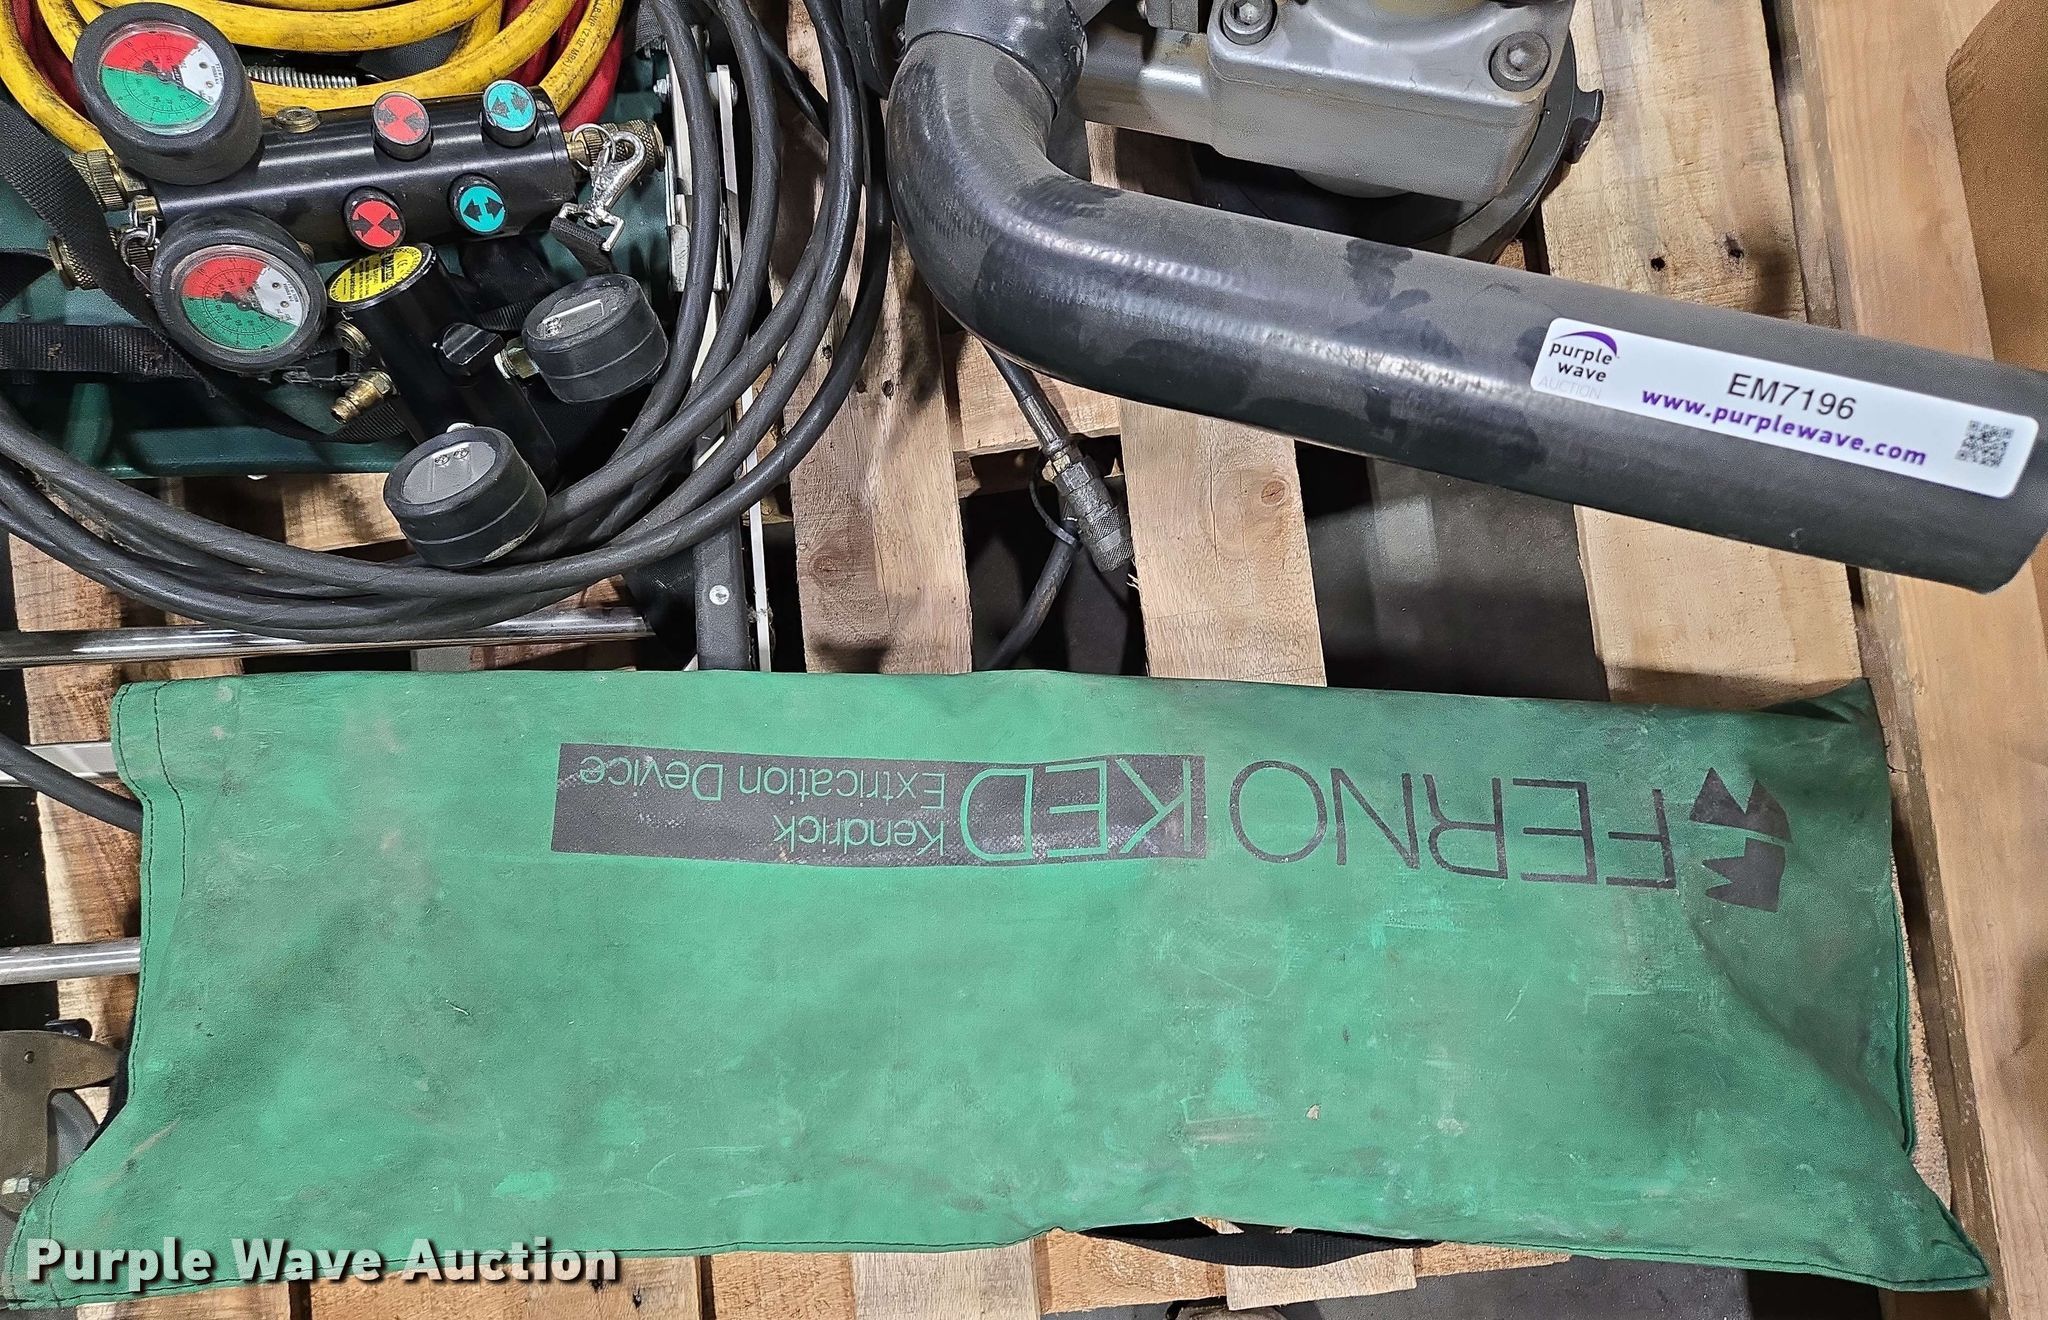 purple
wave
AUCTION
EM7196
www.purplewave.com
FERNO KED Kendrick
Extrication Device
Purple Wave Auction